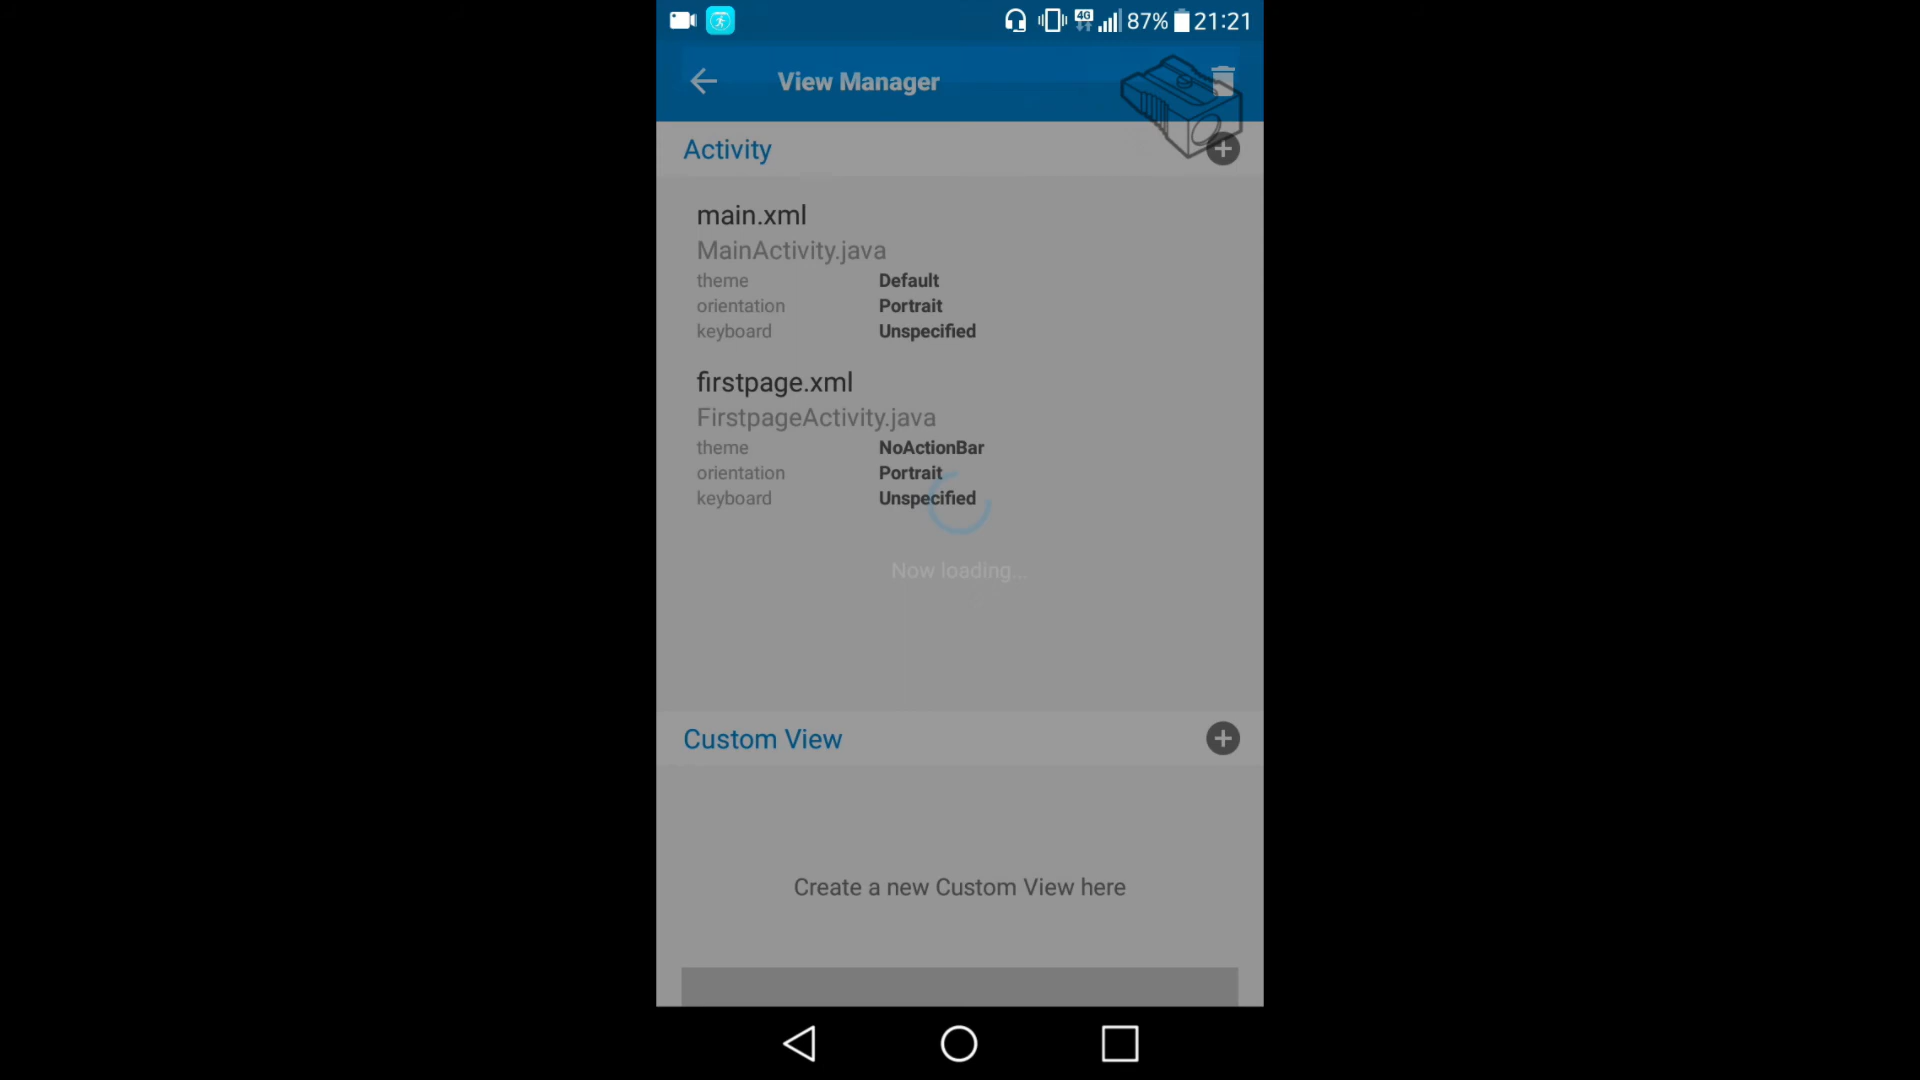 4G 87% 21:21
View Manager
Activity
main.xml
MainActivity.java
theme Default
orientation Portrait
keyboard Unspecified
firstpage.xml
FirstpageActivity.java
theme NoActionBar
orientation Portrait
keyboard Unspecified
Now loading...
Custom View
Create a new Custom View here